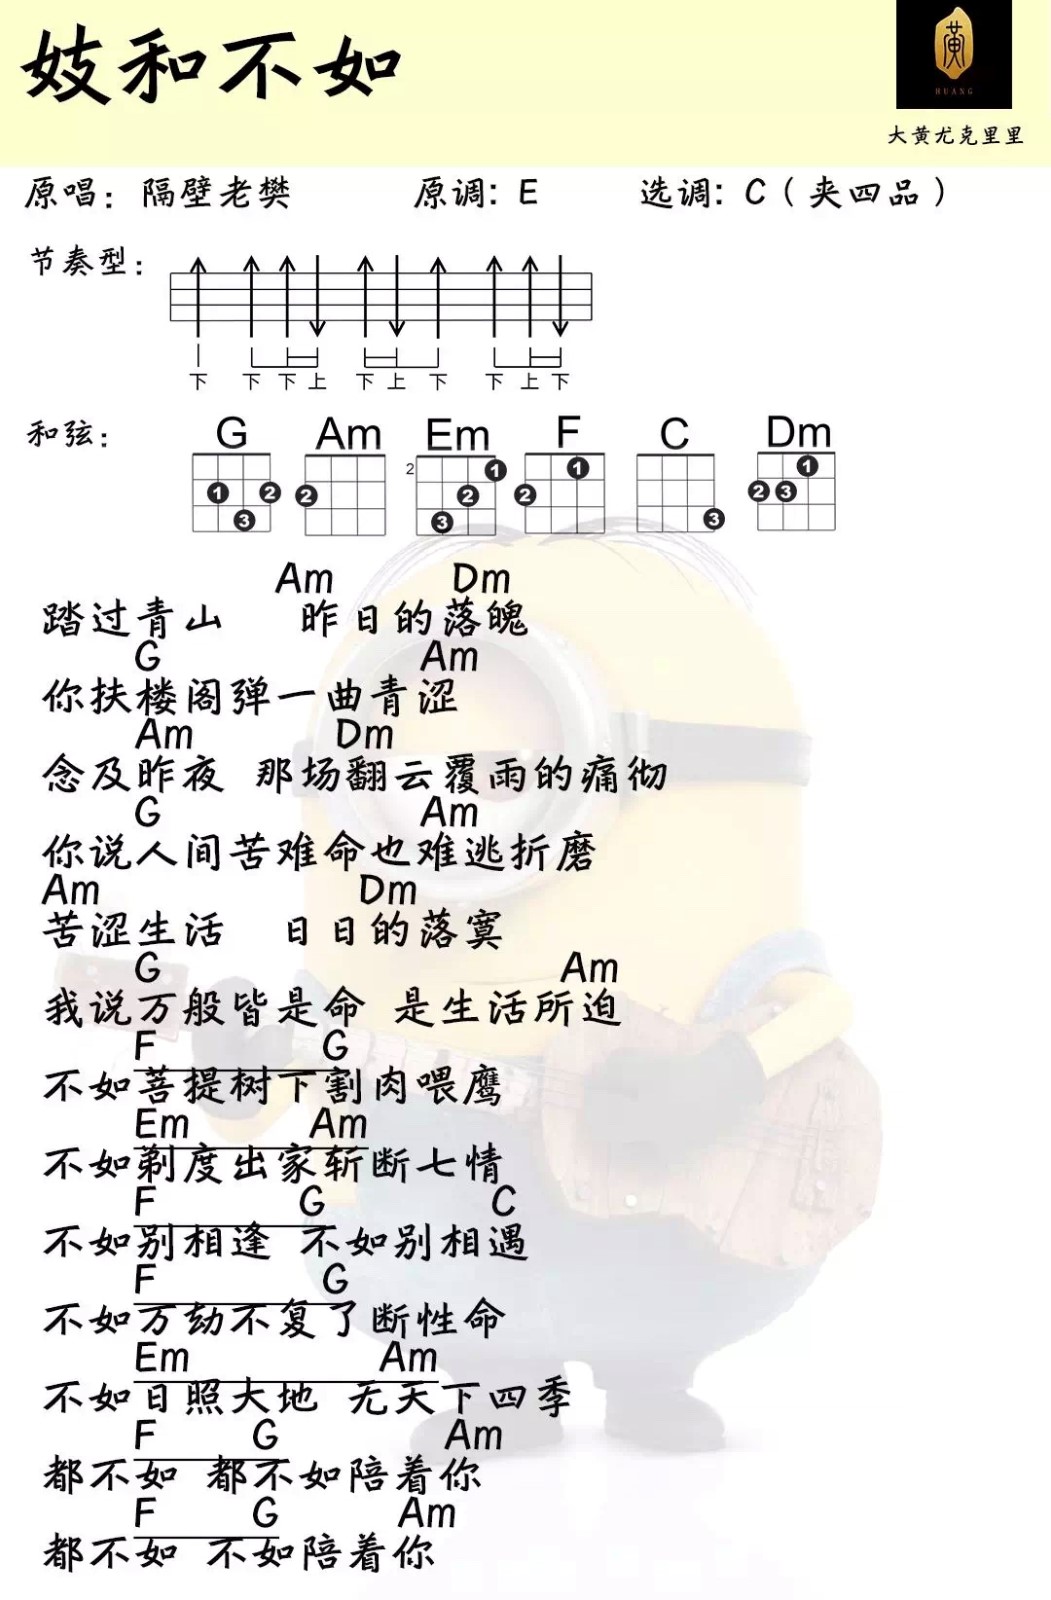 妓和不如
黄
HUANG
大黄尤克里里
原唱：隔壁老樊 原调: E 选调: C（夹四品）
节奏型：
下 下 下 上 下 上 下 下 上 下
和弦：
G Am Em F C Dm
1 2 3 2 2 1 2 3 1 2 3 1 2 3
Am Dm
踏过青山 昨日的落魄
G Am
你扶楼阁弹一曲青涩
Am Dm
念及昨夜 那场翻云覆雨的痛彻
G Am
你说人间苦难命也难逃折磨
Am Dm
苦涩生活 日日的落寞
G Am
我说万般皆是命 是生活所迫
F G
不如菩提树下割肉喂鹰
Em Am
不如剃度出家斩断七情
F G C
不如别相逢 不如别相遇
F G
不如万劫不复了断性命
Em Am
不如日照大地 无天下四季
F G Am
都不如 都不如陪着你
F G Am
都不如 不如陪着你